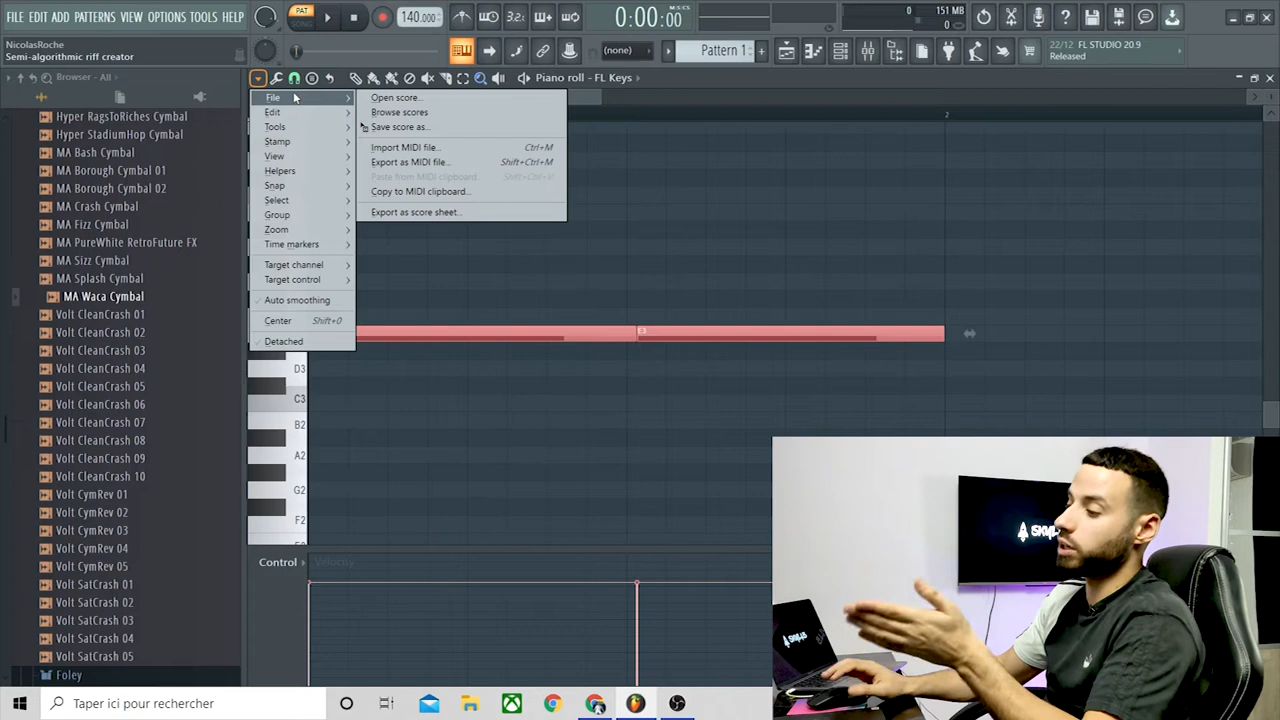 FILE EDIT PATTERNS VIEW OPTIONS TOOLS HELP
PAT
SONG
140.000
3.2
0:00:00
M:S:CS
0
151 MB
0
NicolasRoche
Semi-algorithmic riff creator
(none)
Pattern 1
22/12 FL STUDIO 20.9
Released
Browser - All
Piano roll - FL Keys
2
Hyper RagsToRiches Cymbal
Hyper StadiumHop Cymbal
MA Bash Cymbal
MA Borough Cymbal 01
MA Borough Cymbal 02
MA Crash Cymbal
MA Fizz Cymbal
MA PureWhite RetroFuture FX
MA Sizz Cymbal
MA Splash Cymbal
MA Waca Cymbal
Volt CleanCrash 01
Volt CleanCrash 02
Volt CleanCrash 03
Volt CleanCrash 04
Volt CleanCrash 05
Volt CleanCrash 06
Volt CleanCrash 07
Volt CleanCrash 08
Volt CleanCrash 09
Volt CleanCrash 10
Volt CymRev 01
Volt CymRev 02
Volt CymRev 03
Volt CymRev 04
Volt CymRev 05
Volt SatCrash 01
Volt SatCrash 02
Volt SatCrash 03
Volt SatCrash 04
Volt SatCrash 05
Foley
File
Edit
Tools
Stamp
View
Helpers
Snap
Select
Group
Zoom
Time markers
Target channel
Target control
Auto smoothing
Center Shift+0
Detached
Open score...
Browse scores
Save score as...
Import MIDI file... Ctrl+M
Export as MIDI file... Shift+Ctrl+M
Paste from MIDI clipboard. Shift+Ctrl+V
Copy to MIDI clipboard...
Export as score sheet...
E3
D3
C3
B2
A2
G2
F2
Control
Velocity
Taper ici pour rechercher